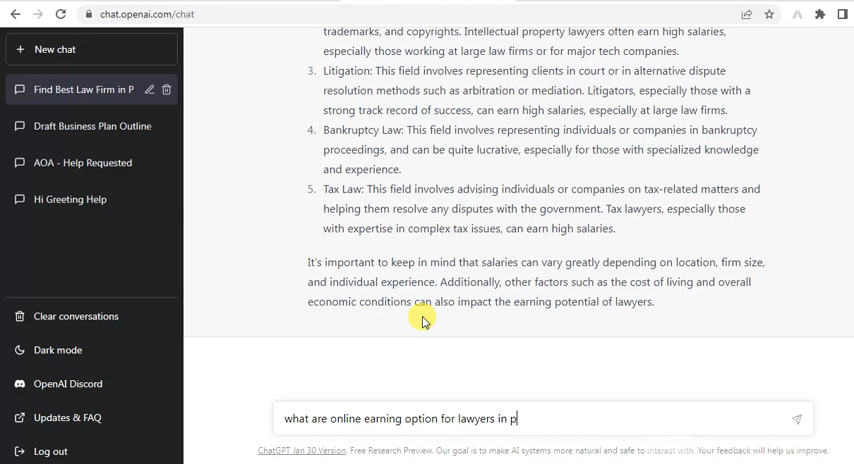 chat.openai.com/chat
New chat
Find Best Law Firm in P
Draft Business Plan Outline
AOA - Help Requested
Hi Greeting Help
Clear conversations
Dark mode
OpenAI Discord
Updates & FAQ
Log out
trademarks, and copyrights. Intellectual property lawyers often earn high salaries,
especially those working at large law firms or for major tech companies.
3. Litigation: This field involves representing clients in court or in alternative dispute
resolution methods such as arbitration or mediation. Litigators, especially those with a
strong track record of success, can earn high salaries, especially at large law firms.
4. Bankruptcy Law: This field involves representing individuals or companies in bankruptcy
proceedings, and can be quite lucrative, especially for those with specialized knowledge
and experience.
5. Tax Law: This field involves advising individuals or companies on tax-related matters and
helping them resolve any disputes with the government. Tax lawyers, especially those
with expertise in complex tax issues, can earn high salaries.
It's important to keep in mind that salaries can vary greatly depending on location, firm size,
and individual experience. Additionally, other factors such as the cost of living and overall
economic conditions can also impact the earning potential of lawyers.
what are online earning option for lawyers in p
ChatGPT Jan 30 Version. Free Research Preview. Our goal is to make AI systems more natural and safe to interact with. Your feedback will help us improve.